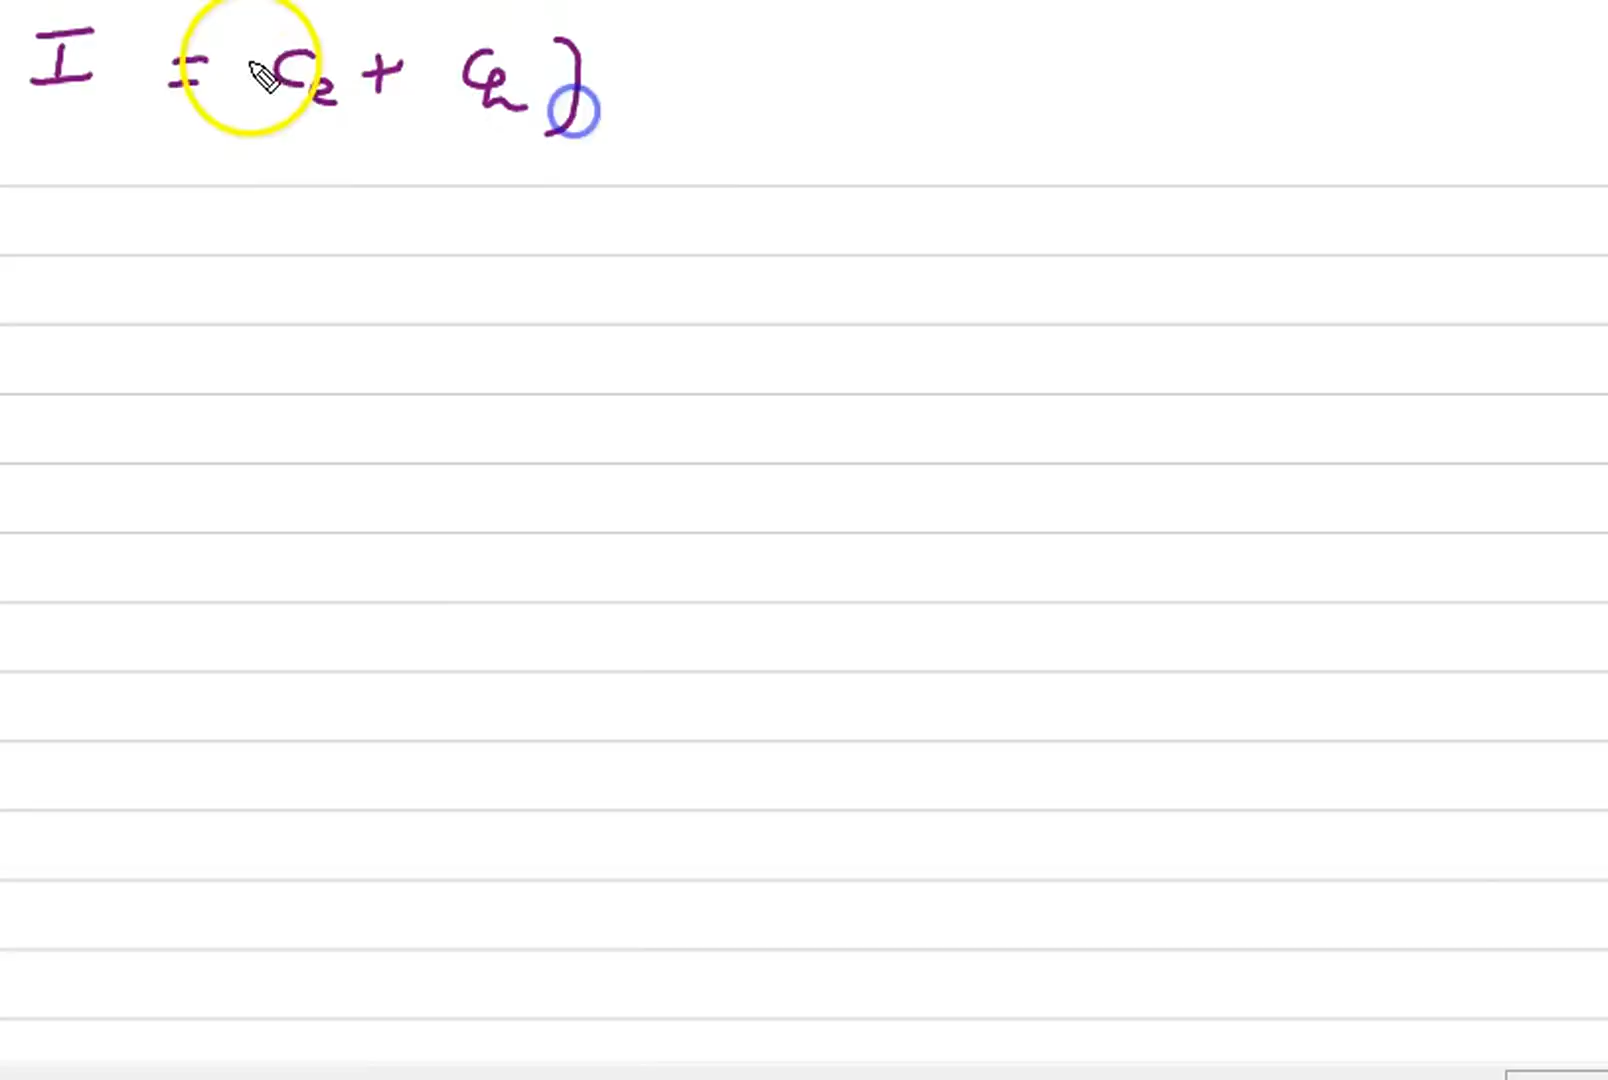 I = C₂ + C₂ }